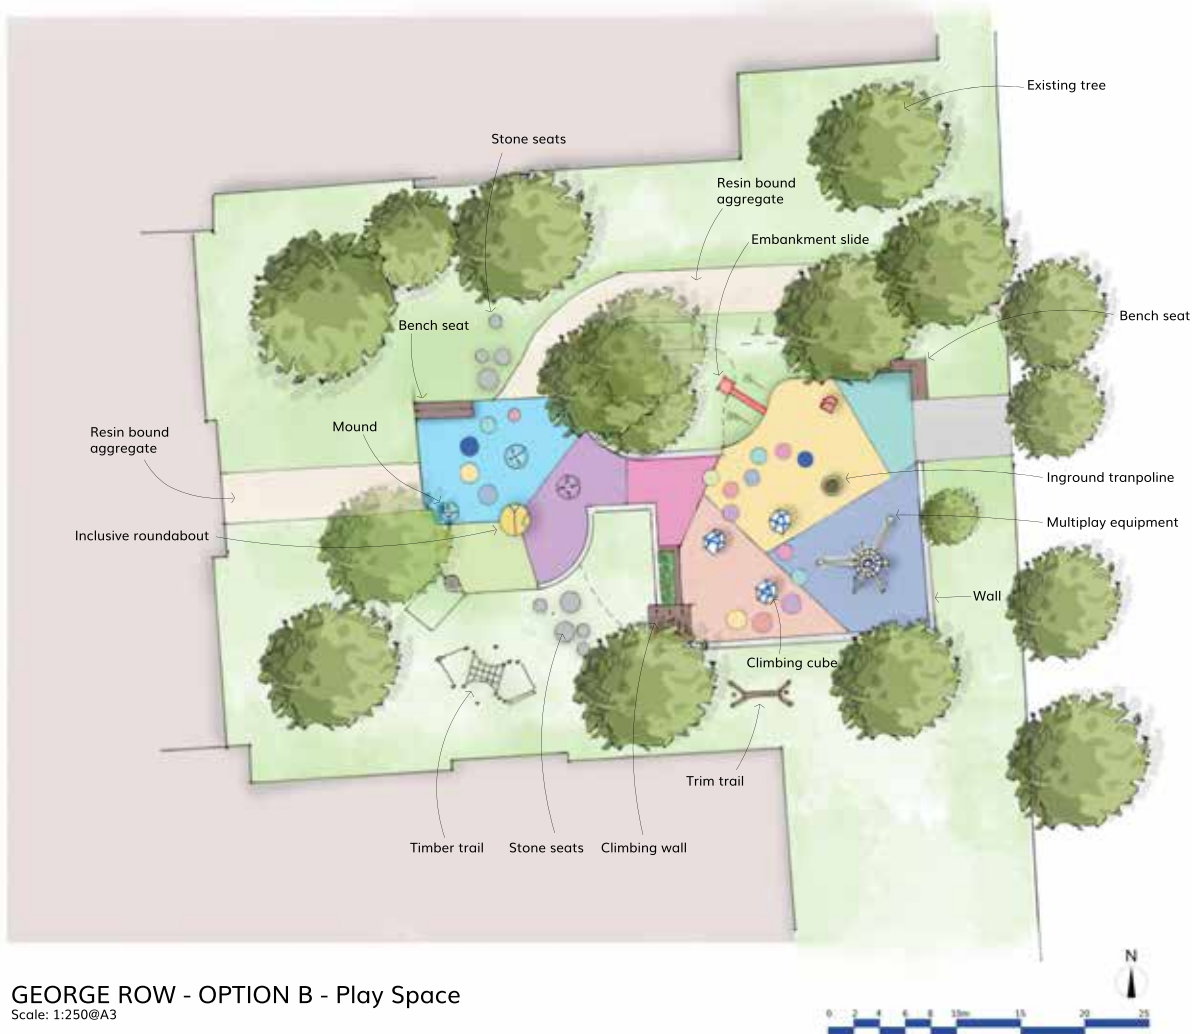 Existing tree
Stone seats
Resin bound
aggregate
Embankment slide
Bench seat
Bench seat
Mound
Resin bound
aggregate
Inground tranpoline
Multiplay equipment
Inclusive roundabout
Wall
Climbing cube
Trim trail
Timber trail
Stone seats
Climbing wall
N
GEORGE ROW - OPTION B - Play Space
Scale: 1:250@A3
0 2 4 6 8 10m 15 20 25